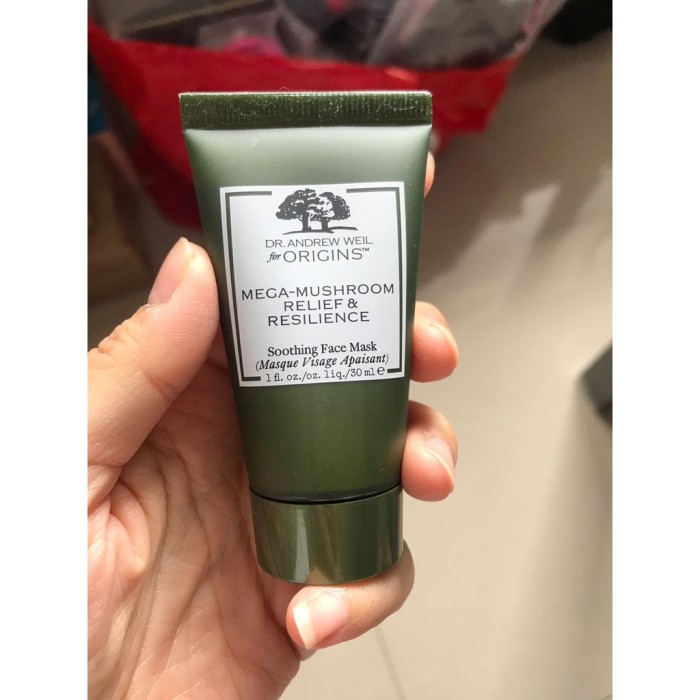 DR. ANDREW WEIL
for ORIGINS™
MEGA-MUSHROOM
RELIEF &
RESILIENCE
Soothing Face Mask
(Masque Visage Apaisant)
1 fl. oz./oz. liq./30 ml e